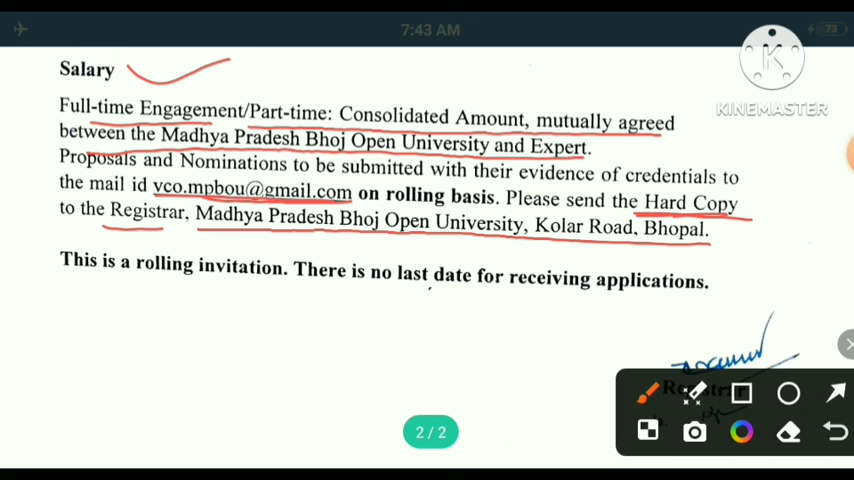 7:43 AM
73
K
KINEMASTER
Salary
Full-time Engagement/Part-time: Consolidated Amount, mutually agreed
between the Madhya Pradesh Bhoj Open University and Expert.
Proposals and Nominations to be submitted with their evidence of credentials to
the mail id vco.mpbou@gmail.com on rolling basis. Please send the Hard Copy
to the Registrar, Madhya Pradesh Bhoj Open University, Kolar Road, Bhopal.
This is a rolling invitation. There is no last date for receiving applications.
Registrar
2 / 2